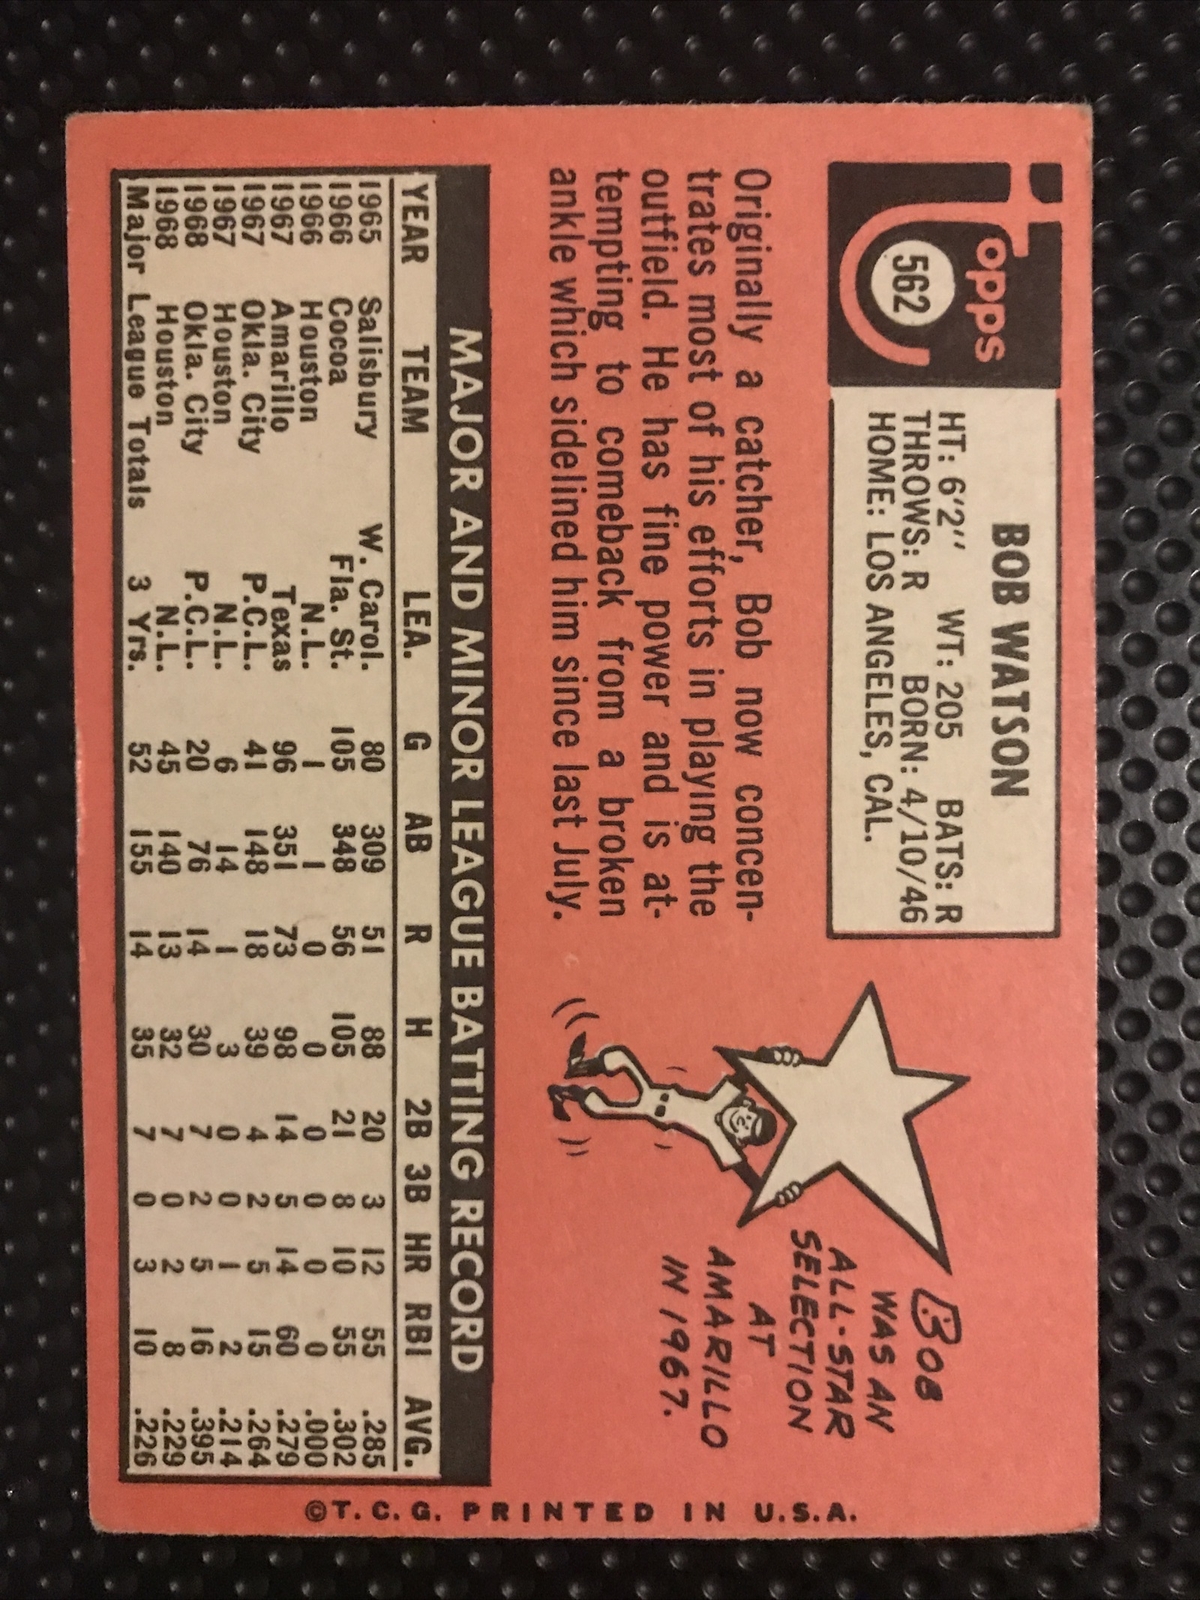 Topps
562
BOB WATSON
HT: 6'2" WT: 205 BATS: R
THROWS: R BORN: 4/10/46
HOME: LOS ANGELES, CAL.
Originally a catcher, Bob now concen-
trates most of his efforts in playing the
outfield. He has fine power and is at-
tempting to comeback from a broken
ankle which sidelined him since last July.
BOB
WAS AN
ALL-STAR
SELECTION
AT
AMARILLO
IN 1967.
MAJOR AND MINOR LEAGUE BATTING RECORD
YEAR TEAM LEA. G AB R H 2B 3B HR RBI AVG.
1965 Salisbury W. Carol. 80 309 51 88 20 3 12 55 .285
1966 Cocoa Fla. St. 105 348 56 105 21 8 10 55 .302
1966 Houston N.L. 1 1 0 0 0 0 0 0 .000
1967 Amarillo Texas 96 351 73 98 14 5 14 60 .279
1967 Okla. City P.C.L. 41 148 18 39 4 2 5 15 .264
1967 Houston N.L. 6 14 1 3 0 0 1 2 .214
1968 Okla. City P.C.L. 20 76 14 30 7 2 5 16 .395
1968 Houston N.L. 45 140 13 32 7 0 2 8 .229
Major League Totals 3 Yrs. 52 155 14 35 7 0 3 10 .226
©T.C.G. PRINTED IN U.S.A.